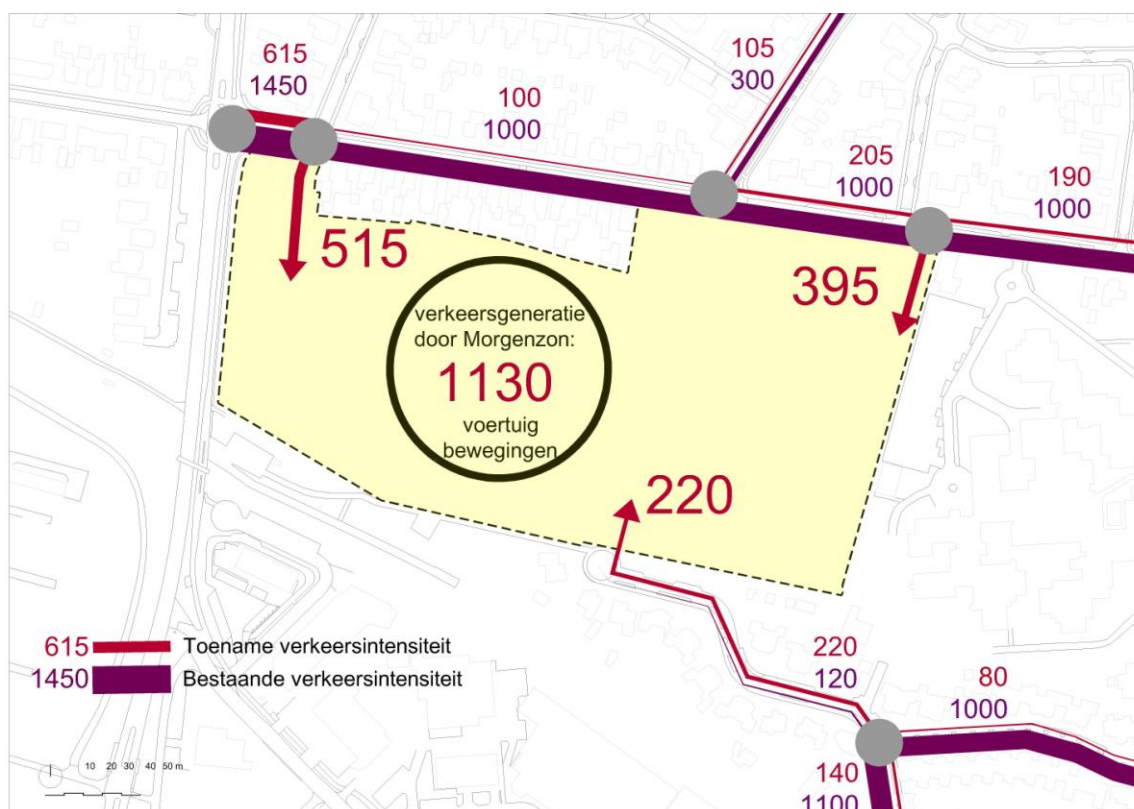 615
1450
100
1000
105
300
205
1000
190
1000
515
395
verkeersgeneratie
door Morgenzon:
1130
voertuig
bewegingen
220
220
120
80
1000
140
1100
615 Toename verkeersintensiteit
1450 Bestaande verkeersintensiteit
10 20 30 40 50 m